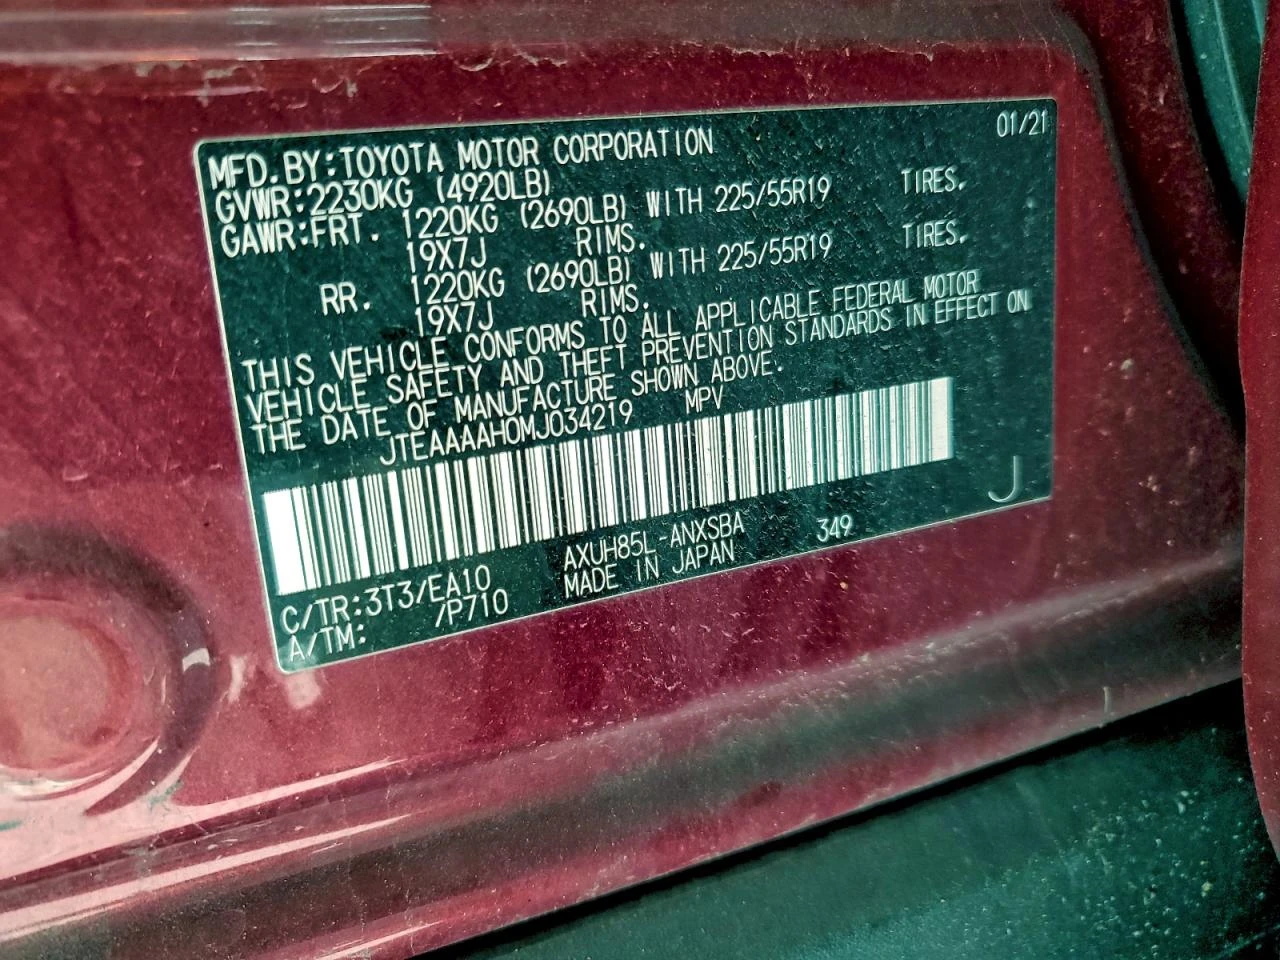 01/21
MFD.BY:TOYOTA MOTOR CORPORATION
GVWR:2230KG (4920LB)
GAWR:FRT. 1220KG (2690LB) WITH 225/55R19 TIRES.
19X7J RIMS.
RR. 1220KG (2690LB) WITH 225/55R19 TIRES.
19X7J RIMS.
THIS VEHICLE CONFORMS TO ALL APPLICABLE FEDERAL MOTOR
VEHICLE SAFETY AND THEFT PREVENTION STANDARDS IN EFFECT ON
THE DATE OF MANUFACTURE SHOWN ABOVE.
JTEAAAAH0MJ034219 MPV
J
C/TR:3T3/EA10 AXUH85L-ANXSBA 349
A/TM: /P710 MADE IN JAPAN